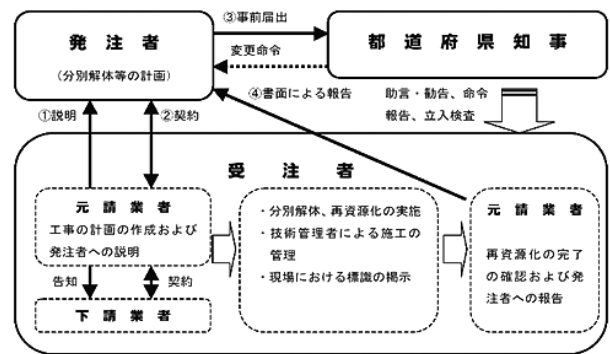 ③事前届出
発注者
(分別解体等の計画)
都道府県知事
変更命令
④書面による報告
助言・勧告、命令
報告、立入検査
①説明
②契約
受注者
元請業者
工事の計画の作成および
発注者への説明
告知
契約
下請業者
・分別解体、再資源化の実施
・技術管理者による施工の
管理
・現場における標識の掲示
元請業者
再資源化の完了
の確認および発
注者への報告